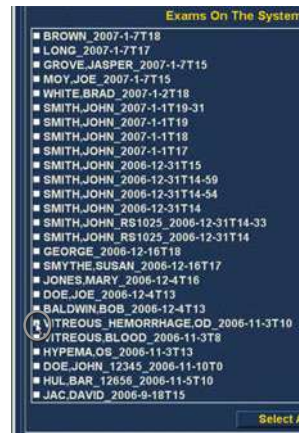 Exams On The System
BROWN_2007-1-7T18
LONG_2007-1-7T17
GROVE,JASPER_2007-1-7T15
MOY,JOE_2007-1-7T15
WHITE,BRAD_2007-1-2T18
SMITH,JOHN_2007-1-1T19-31
SMITH,JOHN_2007-1-1T19
SMITH,JOHN_2007-1-1T18
SMITH,JOHN_2007-1-1T17
SMITH,JOHN_2006-12-31T15
SMITH,JOHN_2006-12-31T14-59
SMITH,JOHN_2006-12-31T14-54
SMITH,JOHN_2006-12-31T14
SMITH,JOHN_RS1025_2006-12-31T14-33
SMITH,JOHN_RS1025_2006-12-31T14
GEORGE_2006-12-16T18
SMYTHE,SUSAN_2006-12-16T17
JONES,MARY_2006-12-4T16
DOE,JOE_2006-12-4T13
BALDWIN,BOB_2006-12-4T13
VITREOUS_HEMORRHAGE,OD_2006-11-3T10
VITREOUS,BLOOD_2006-11-3T8
HYPEMA,OS_2006-11-3T13
DOE,JOHN_12345_2006-11-10T0
HUL,BAR_12656_2006-11-5T10
JAC,DAVID_2006-9-18T15
Select